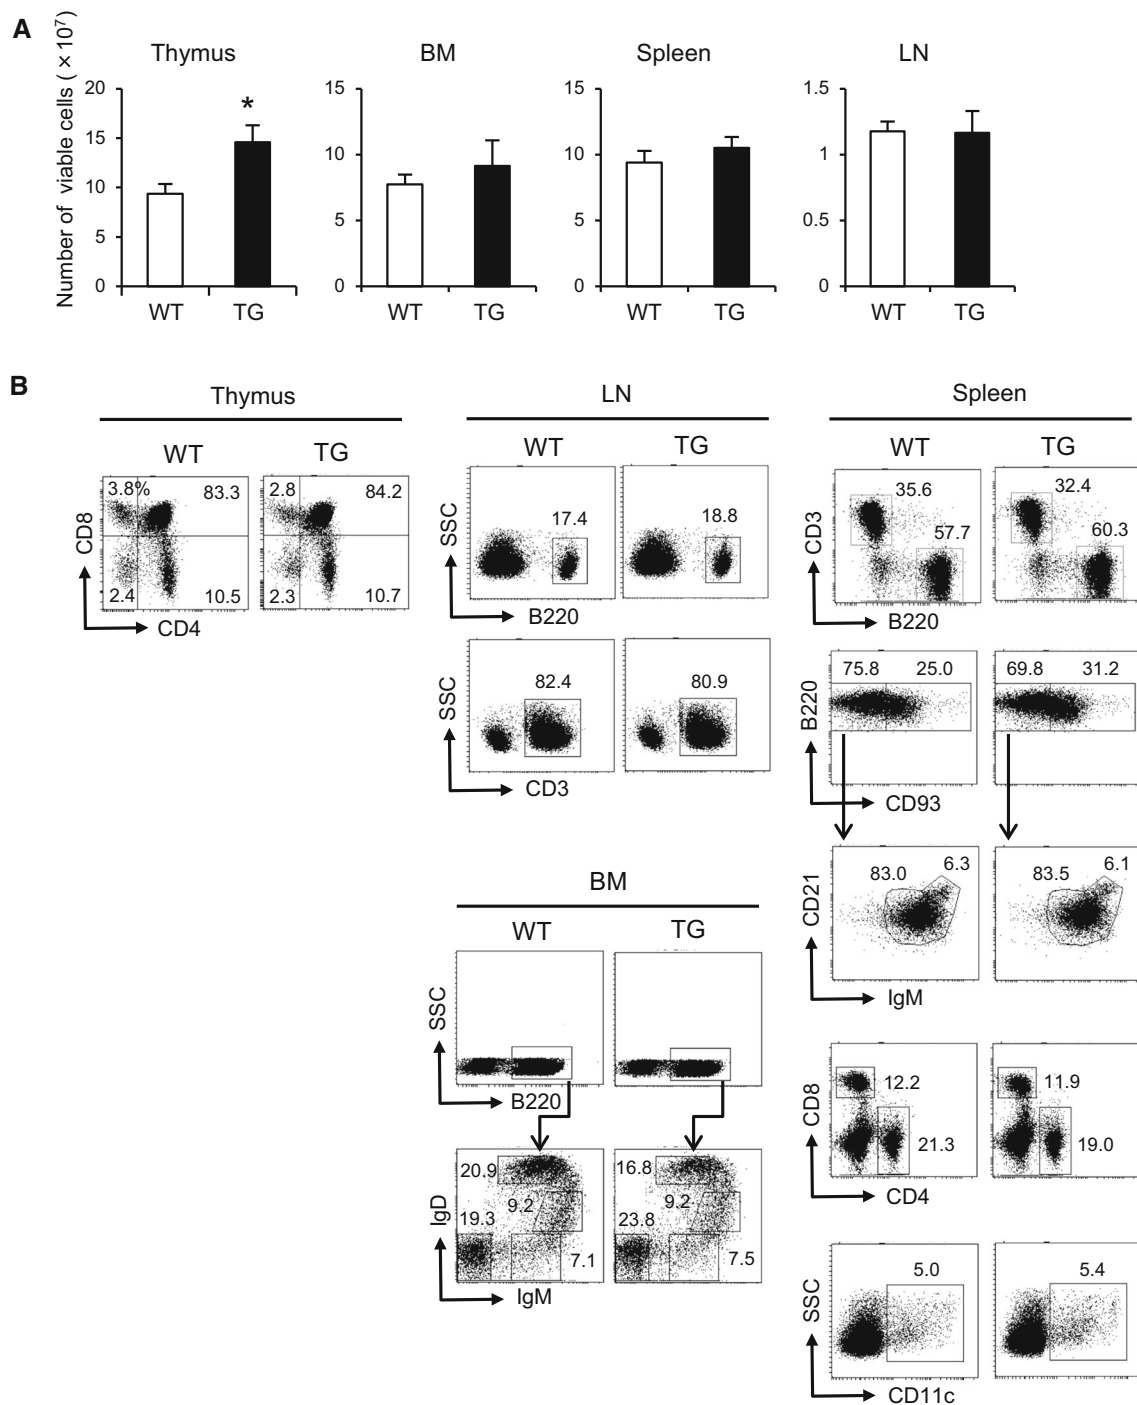 A
Number of viable cells (×10⁷)
Thymus
20
15
10
5
0
*
WT TG
BM
15
10
5
0
WT TG
Spleen
15
10
5
0
WT TG
LN
1.5
1
0.5
0
WT TG
B
Thymus
WT TG
CD8
3.8% 83.3
2.4 10.5
2.8 84.2
2.3 10.7
CD4
LN
WT TG
SSC
17.4 18.8
B220
SSC
82.4 80.9
CD3
BM
WT TG
SSC
B220
IgD
20.9
9.2
19.3
7.1
16.8
9.2
23.8
7.5
IgM
Spleen
WT TG
CD3
35.6
57.7
32.4
60.3
B220
B220
75.8 25.0
69.8 31.2
CD93
CD21
83.0 6.3
83.5 6.1
IgM
CD8
12.2
21.3
11.9
19.0
CD4
SSC
5.0 5.4
CD11c